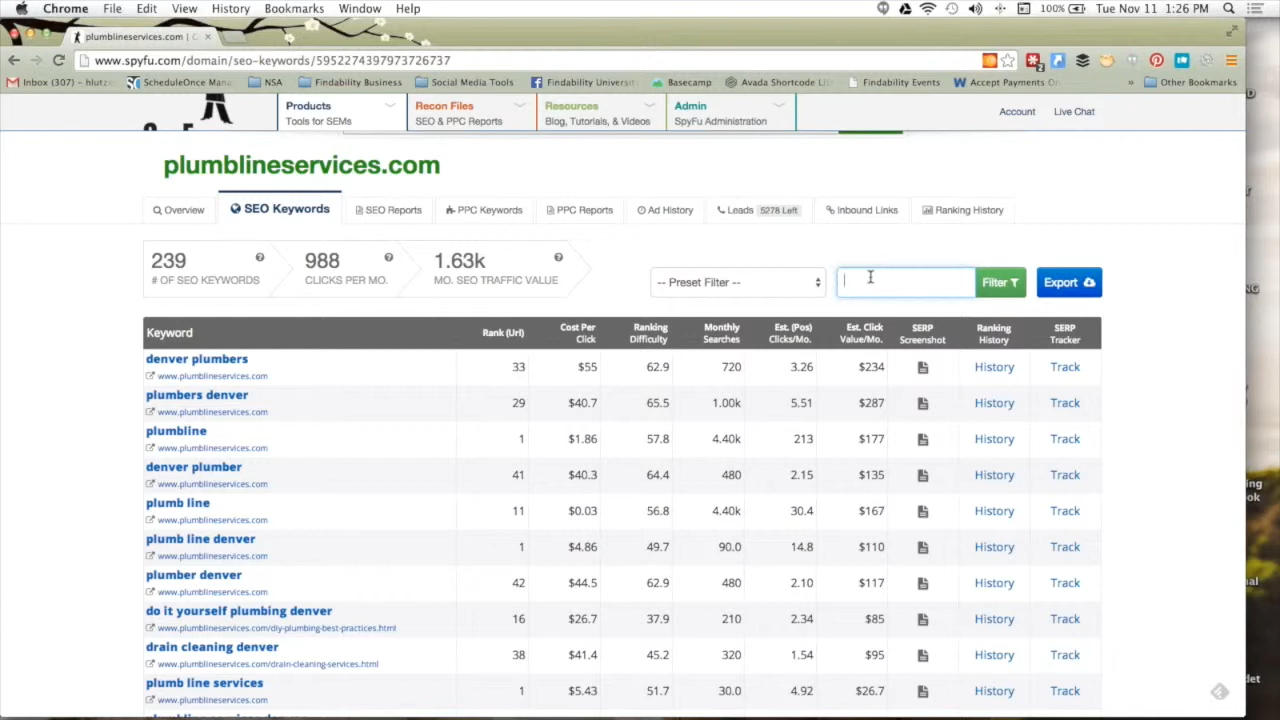 Chrome File Edit View History Bookmarks Window Help 100% Tue Nov 11 1:26 PM
plumblineservices.com
www.spyfu.com/domain/seo-keywords/5952274397973726737
Inbox (307) – hlutze ScheduleOnce Mana NSA Findability Business Social Media Tools Findability Universit Basecamp Avada Shortcode Lis Findability Events Accept Payments On » Other Bookmarks
Products Recon Files Resources Admin
Tools for SEMs SEO & PPC Reports Blog, Tutorials, & Videos SpyFu Administration Account Live Chat
plumblineservices.com
Overview SEO Keywords SEO Reports PPC Keywords PPC Reports Ad History Leads 5278 Left Inbound Links Ranking History
239 988 1.63k
# OF SEO KEYWORDS CLICKS PER MO. MO. SEO TRAFFIC VALUE
-- Preset Filter -- Filter Export
Keyword Rank (Url) Cost Per Click Ranking Difficulty Monthly Searches Est. (Pos) Clicks/Mo. Est. Click Value/Mo. SERP Screenshot Ranking History SERP Tracker
denver plumbers 33 $55 62.9 720 3.26 $234 History Track
www.plumblineservices.com
plumbers denver 29 $40.7 65.5 1.00k 5.51 $287 History Track
www.plumblineservices.com
plumbline 1 $1.86 57.8 4.40k 213 $177 History Track
www.plumblineservices.com
denver plumber 41 $40.3 64.4 480 2.15 $135 History Track
www.plumblineservices.com
plumb line 11 $0.03 56.8 4.40k 30.4 $167 History Track
www.plumblineservices.com
plumb line denver 1 $4.86 49.7 90.0 14.8 $110 History Track
www.plumblineservices.com
plumber denver 42 $44.5 62.9 480 2.10 $117 History Track
www.plumblineservices.com
do it yourself plumbing denver 16 $26.7 37.9 210 2.34 $85 History Track
www.plumblineservices.com/diy-plumbing-best-practices.html
drain cleaning denver 38 $41.4 45.2 320 1.54 $95 History Track
www.plumblineservices.com/drain-cleaning-services.html
plumb line services 1 $5.43 51.7 30.0 4.92 $26.7 History Track
www.plumblineservices.com